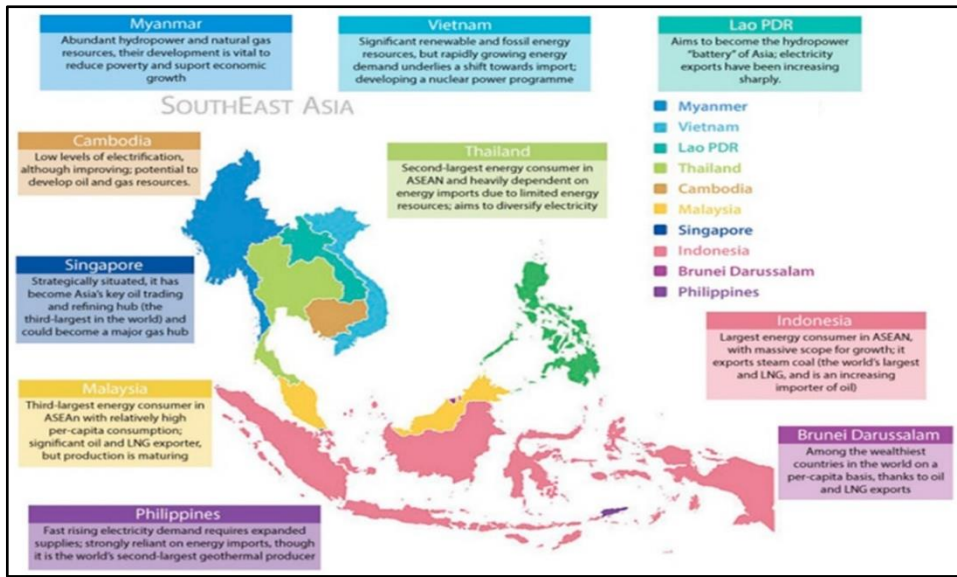 Myanmar
Abundant hydropower and natural gas
resources, their development is vital to
reduce poverty and suport economic
growth
Vietnam
Significant renewable and fossil energy
resources, but rapidly growing energy
demand underlies a shift towards import;
developing a nuclear power programme
Lao PDR
Aims to become the hydropower
"battery" of Asia; electricity
exports have been increasing
sharply.
SOUTHEAST ASIA
Myanmer
Vietnam
Lao PDR
Thailand
Cambodia
Malaysia
Singapore
Indonesia
Brunei Darussalam
Philippines
Cambodia
Low levels of electrification,
although improving; potential to
develop oil and gas resources.
Thailand
Second-largest energy consumer in
ASEAN and heavily dependent on
energy imports due to limited energy
resources; aims to diversify electricity
Singapore
Strategically situated, it has
become Asia's key oil trading
and refining hub (the
third-largest in the world) and
could become a major gas hub
Indonesia
Largest energy consumer in ASEAN,
with massive scope for growth; it
exports steam coal (the world's largest
and LNG, and is an increasing
importer of oil)
Malaysia
Third-largest energy consumer in
ASEAn with relatively high
per-capita consumption;
significant oil and LNG exporter,
but production is maturing
Brunei Darussalam
Among the wealthiest
countries in the world on a
per-capita basis, thanks to oil
and LNG exports
Philippines
Fast rising electricity demand requires expanded
supplies; strongly reliant on energy imports, though
it is the world's second-largest geothermal producer